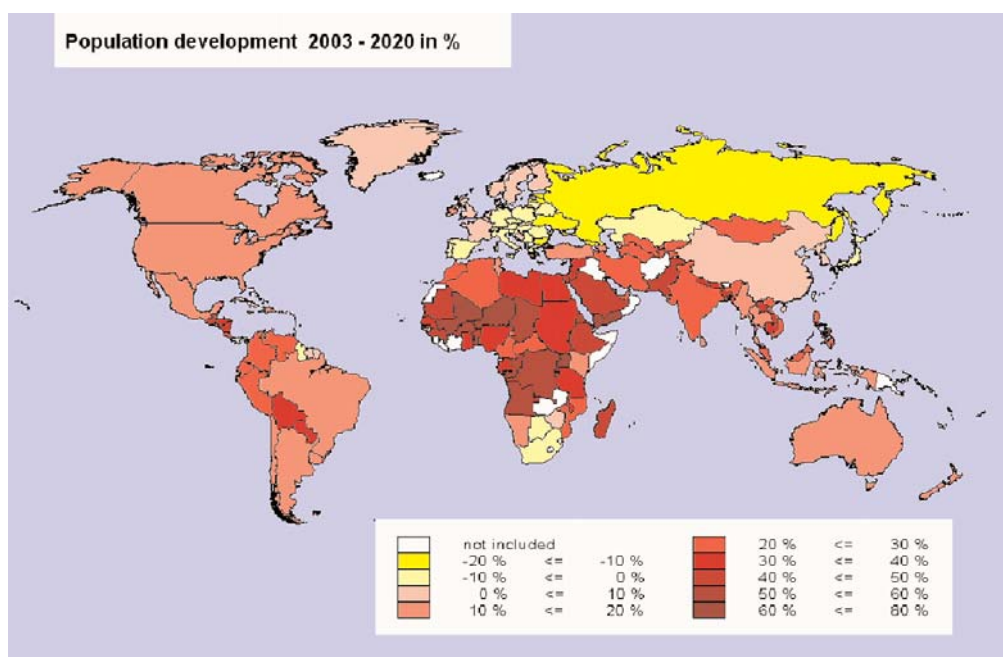 Population development 2003 - 2020 in %
not included
-20 % <= -10 %
-10 % <= 0 %
0 % <= 10 %
10 % <= 20 %
20 % <= 30 %
30 % <= 40 %
40 % <= 50 %
50 % <= 60 %
60 % <= 80 %